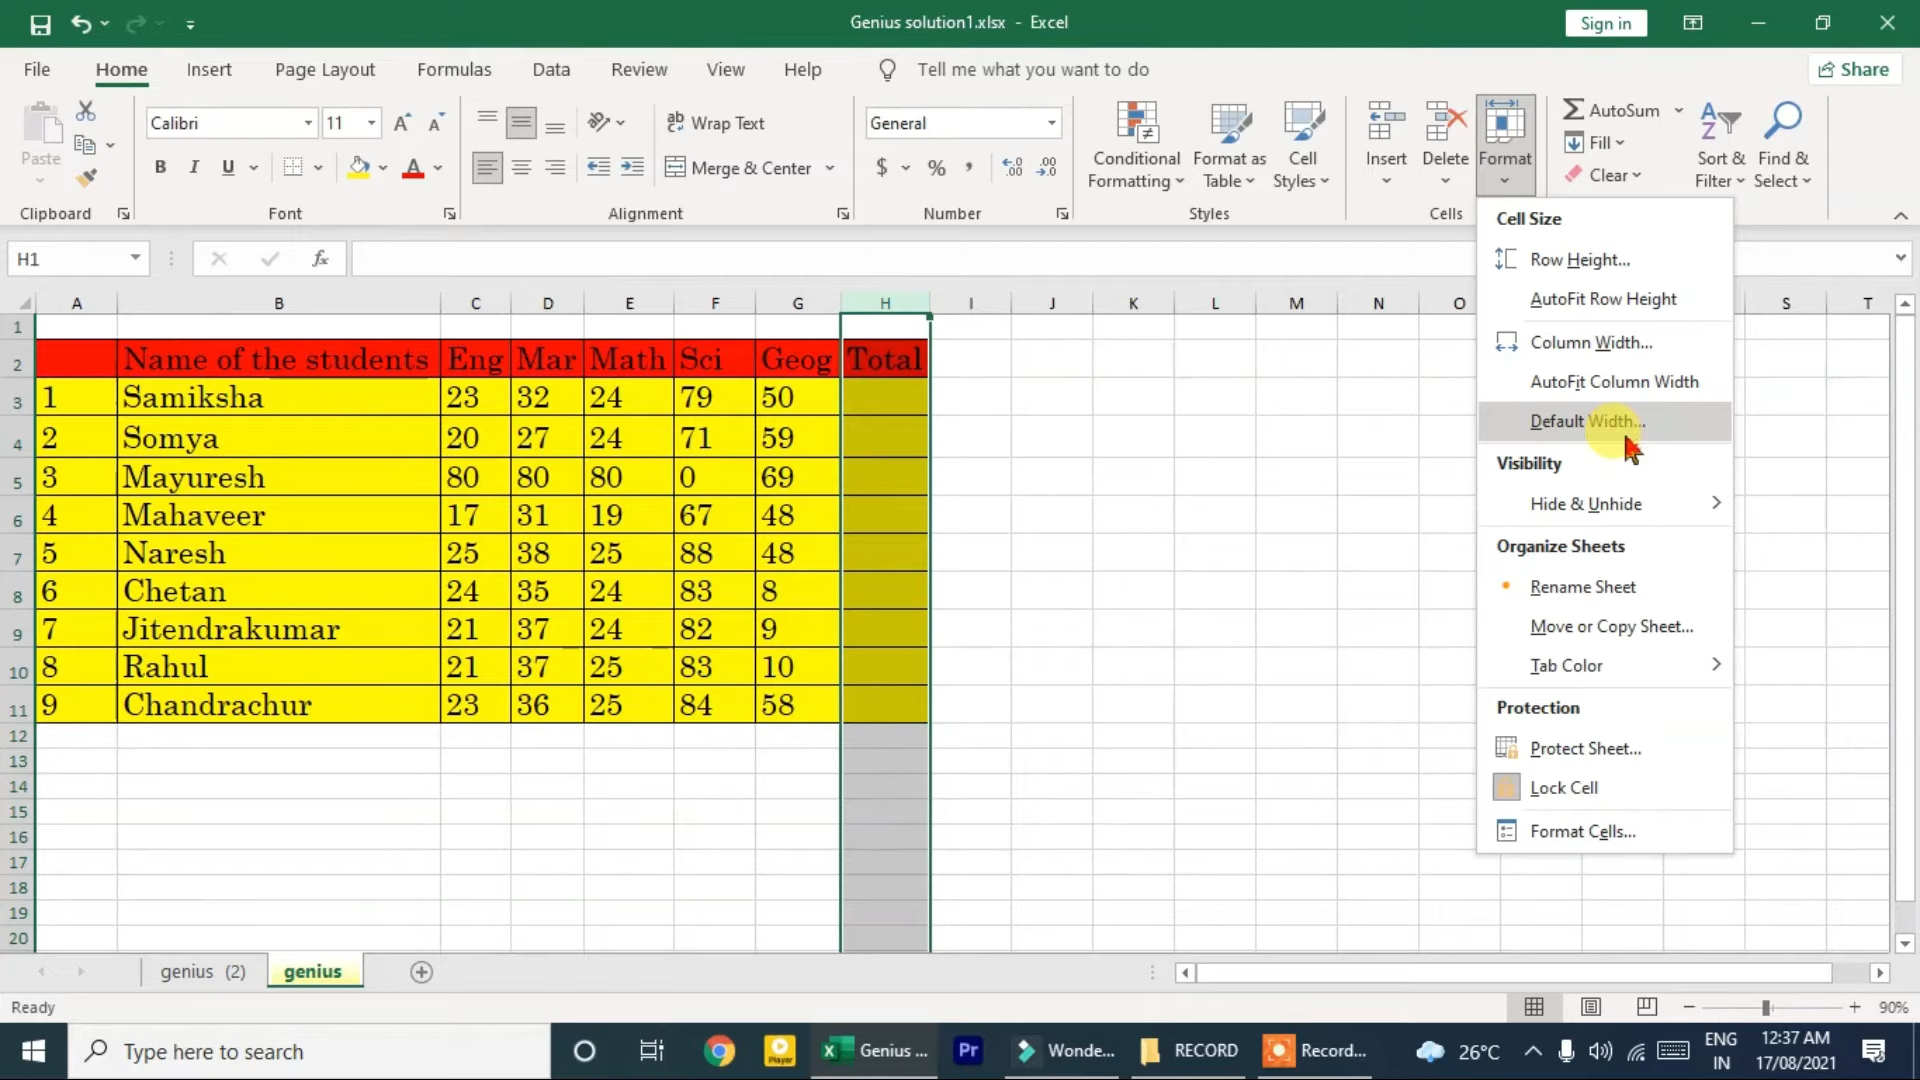 Genius solution1.xlsx - Excel
Sign in
File Home Insert Page Layout Formulas Data Review View Help Tell me what you want to do Share
Paste
Calibri 11
Wrap Text
General
B I U
Merge & Center
$ % ,
Conditional Formatting
Format as Table
Cell Styles
Insert
Delete
Format
AutoSum
Fill
Clear
Sort & Filter
Find & Select
Clipboard Font Alignment Number Styles Cells
H1 fx
A B C D E F G H I J K L M N O S T
1
2 Name of the students Eng Mar Math Sci Geog Total
3 1 Samiksha 23 32 24 79 50
4 2 Somya 20 27 24 71 59
5 3 Mayuresh 80 80 80 0 69
6 4 Mahaveer 17 31 19 67 48
7 5 Naresh 25 38 25 88 48
8 6 Chetan 24 35 24 83 8
9 7 Jitendrakumar 21 37 24 82 9
10 8 Rahul 21 37 25 83 10
11 9 Chandrachur 23 36 25 84 58
12
13
14
15
16
17
18
19
20
Cell Size
Row Height...
AutoFit Row Height
Column Width...
AutoFit Column Width
Default Width...
Visibility
Hide & Unhide
Organize Sheets
Rename Sheet
Move or Copy Sheet...
Tab Color
Protection
Protect Sheet...
Lock Cell
Format Cells...
genius (2) genius
Ready 90%
Type here to search
Player
Genius ...
Pr
Wonde...
RECORD
Record...
26°C
ENG
IN
12:37 AM
17/08/2021